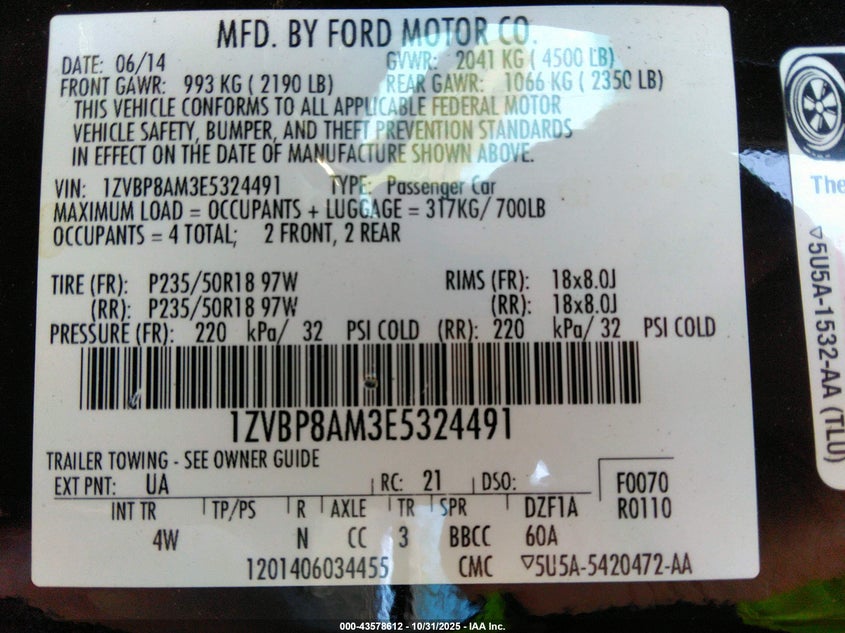 MFD. BY FORD MOTOR CO.
DATE: 06/14 GVWR: 2041 KG ( 4500 LB)
FRONT GAWR: 993 KG ( 2190 LB) REAR GAWR: 1066 KG ( 2350 LB)
THIS VEHICLE CONFORMS TO ALL APPLICABLE FEDERAL MOTOR
VEHICLE SAFETY, BUMPER, AND THEFT PREVENTION STANDARDS
IN EFFECT ON THE DATE OF MANUFACTURE SHOWN ABOVE.
VIN: 1ZVBP8AM3E5324491 TYPE: Passenger Car
MAXIMUM LOAD = OCCUPANTS + LUGGAGE = 317KG/ 700LB
OCCUPANTS = 4 TOTAL; 2 FRONT, 2 REAR
TIRE (FR): P235/50R18 97W RIMS (FR): 18x8.0J
(RR): P235/50R18 97W (RR): 18x8.0J
PRESSURE (FR): 220 kPa/ 32 PSI COLD (RR): 220 kPa/ 32 PSI COLD
1ZVBP8AM3E5324491
TRAILER TOWING - SEE OWNER GUIDE
EXT PNT: UA RC: 21 DSO: F0070
INT TR TP/PS R AXLE TR SPR DZF1A R0110
4W N CC 3 BBCC 60A
1201406034455 CMC ▽5U5A-5420472-AA
The
▽5U5A-1532-AA (TLU)
000-43578612 - 10/31/2025 - IAA Inc.